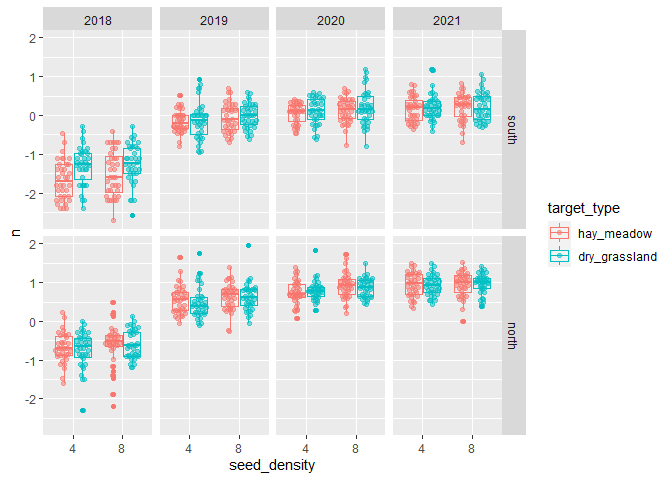 2018 2019 2020 2021
2
1
0
-1
-2
south
n
2
1
0
-1
-2
north
4 8 4 8 4 8 4 8
seed_density
target_type
hay_meadow
dry_grassland